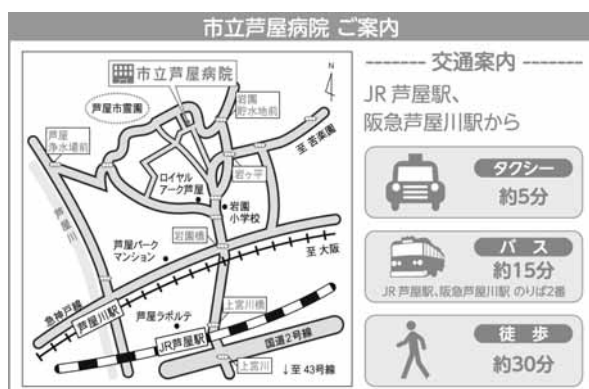 市立芦屋病院 ご案内
市立芦屋病院
N
芦屋市霊園
岩園
貯水地前
芦屋
浄水場前
至 苦楽園
岩ヶ平
ロイヤル
アーク芦屋
岩園
小学校
芦屋川
岩園橋
芦屋パーク
マンション
至 大阪
急神戸線
芦屋川駅
上宮川橋
芦屋ラポルテ
JR芦屋駅
国道2号線
上宮川
↓至 43号線
------- 交通案内 -------
JR 芦屋駅、
阪急芦屋川駅から
タクシー
約5分
バス
約15分
JR 芦屋駅、阪急芦屋川駅 のりば2番
徒歩
約30分